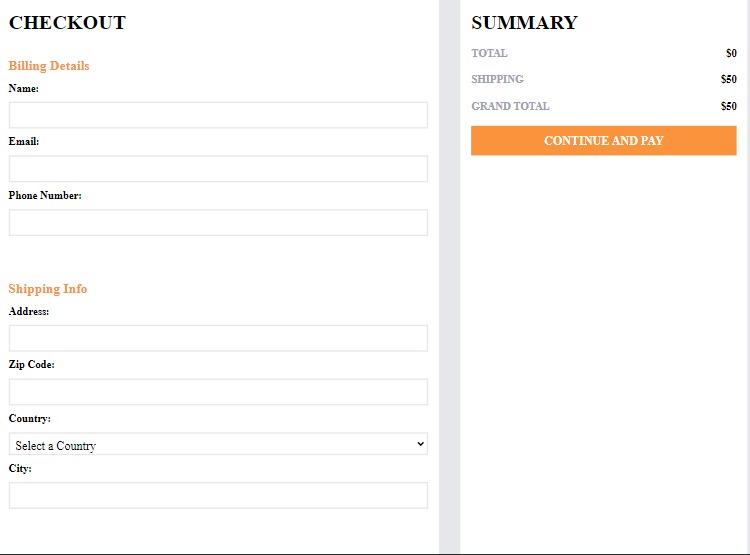 CHECKOUT
Billing Details
Name:
Email:
Phone Number:
Shipping Info
Address:
Zip Code:
Country:
Select a Country
City:
SUMMARY
TOTAL $0
SHIPPING $50
GRAND TOTAL $50
CONTINUE AND PAY